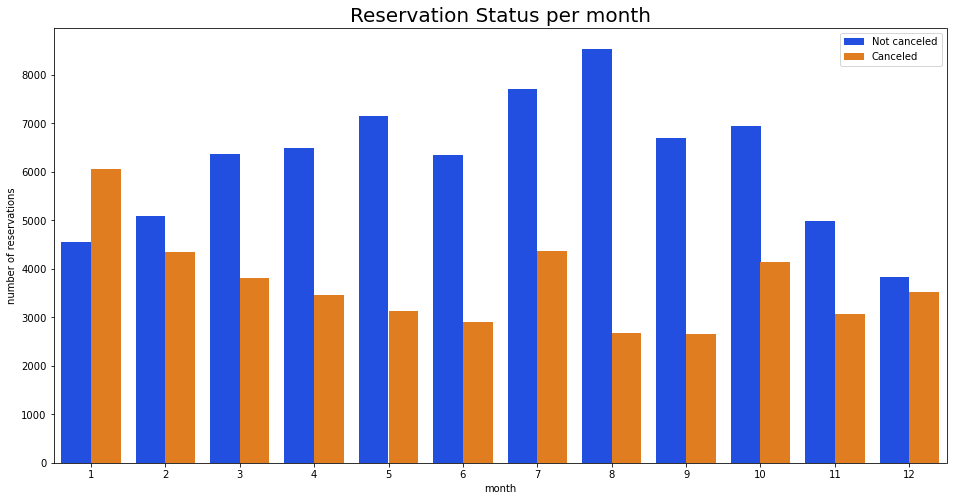 Reservation Status per month
Not canceled
Canceled
number of reservations
8000
7000
6000
5000
4000
3000
2000
1000
0
1 2 3 4 5 6 7 8 9 10 11 12
month